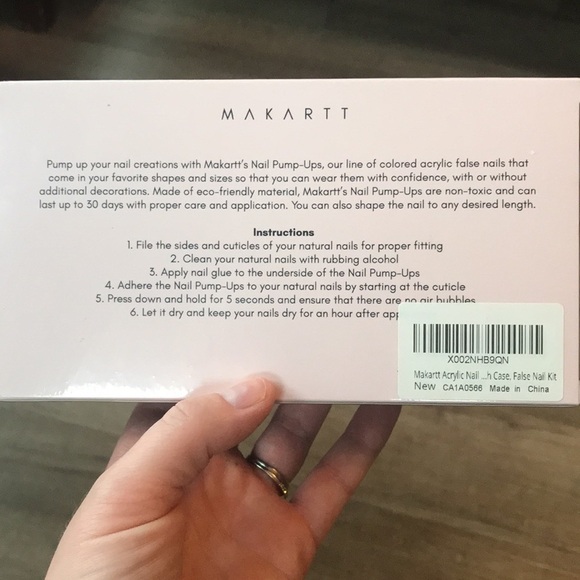 MAKARTT
Pump up your nail creations with Makartt's Nail Pump-Ups, our line of colored acrylic false nails that
come in your favorite shapes and sizes so that you can wear them with confidence, with or without
additional decorations. Made of eco-friendly material, Makartt's Nail Pump-Ups are non-toxic and can
last up to 30 days with proper care and application. You can also shape the nail to any desired length.
Instructions
1. File the sides and cuticles of your natural nails for proper fitting
2. Clean your natural nails with rubbing alcohol
3. Apply nail glue to the underside of the Nail Pump-Ups
4. Adhere the Nail Pump-Ups to your natural nails by starting at the cuticle
5. Press down and hold for 5 seconds and ensure that there are no air bubbles
6. Let it dry and keep your nails dry for an hour after app
X002NHB9QN
Makartt Acrylic Nail ...h Case, False Nail Kit
New CA1A0566 Made in China